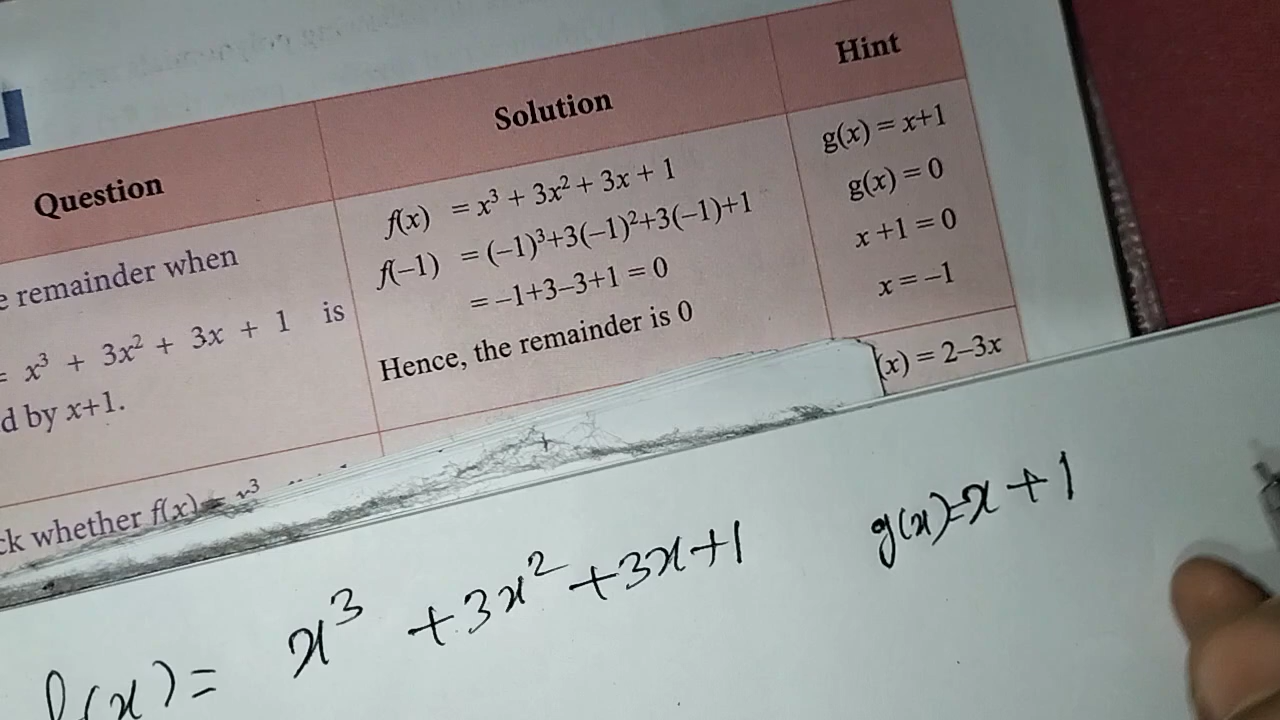 Question
Solution
Hint
remainder when
= x³ + 3x² + 3x + 1 is
d by x+1.
f(x) = x³ + 3x² + 3x + 1
f(−1) = (−1)³+3(−1)²+3(−1)+1
= −1+3−3+1 = 0
Hence, the remainder is 0
g(x) = x+1
g(x) = 0
x +1 = 0
x = −1
(x) = 2−3x
ck whether f(x) = x³
f(x) = x³ + 3x² + 3x + 1
g(x) = x + 1